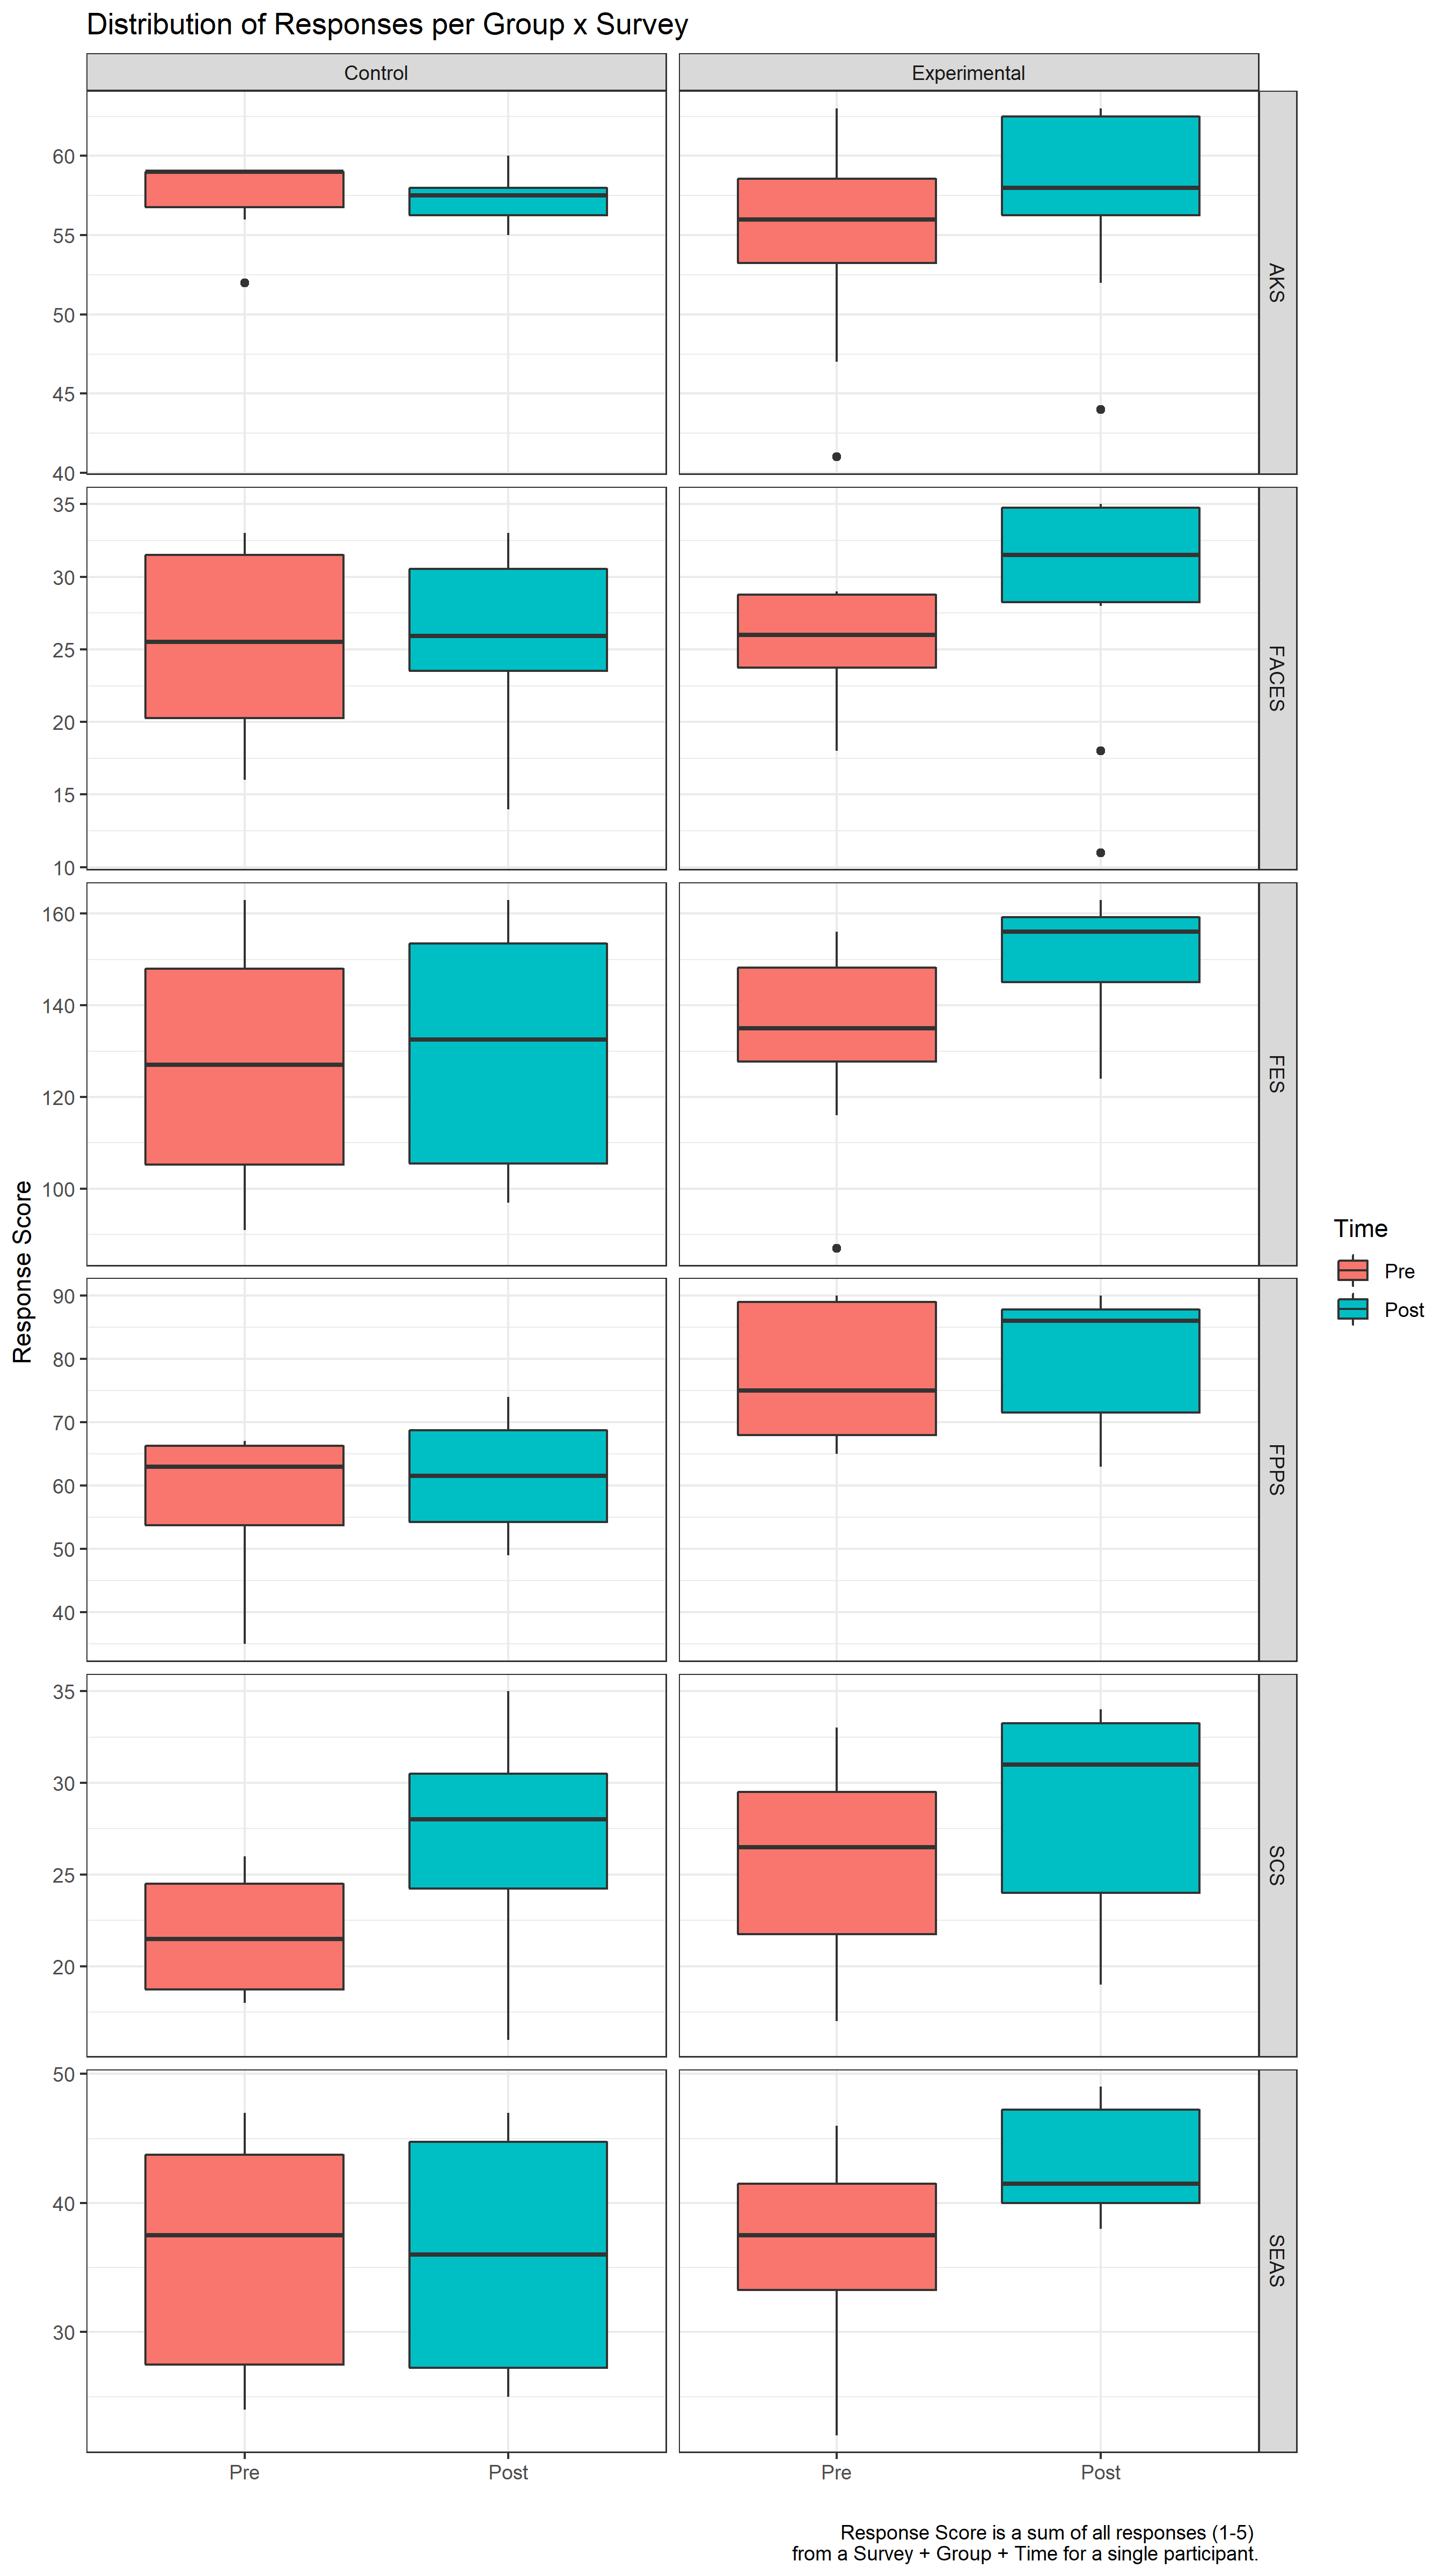 Distribution of Responses per Group x Survey
Control
Experimental
60
55
50
45
40
AKS
35
30
25
20
15
10
FACES
160
140
120
100
FES
90
80
70
60
50
40
FPPS
35
30
25
20
SCS
50
40
30
SEAS
Response Score
Pre
Post
Pre
Post
Time
Pre
Post
Response Score is a sum of all responses (1-5)
from a Survey + Group + Time for a single participant.